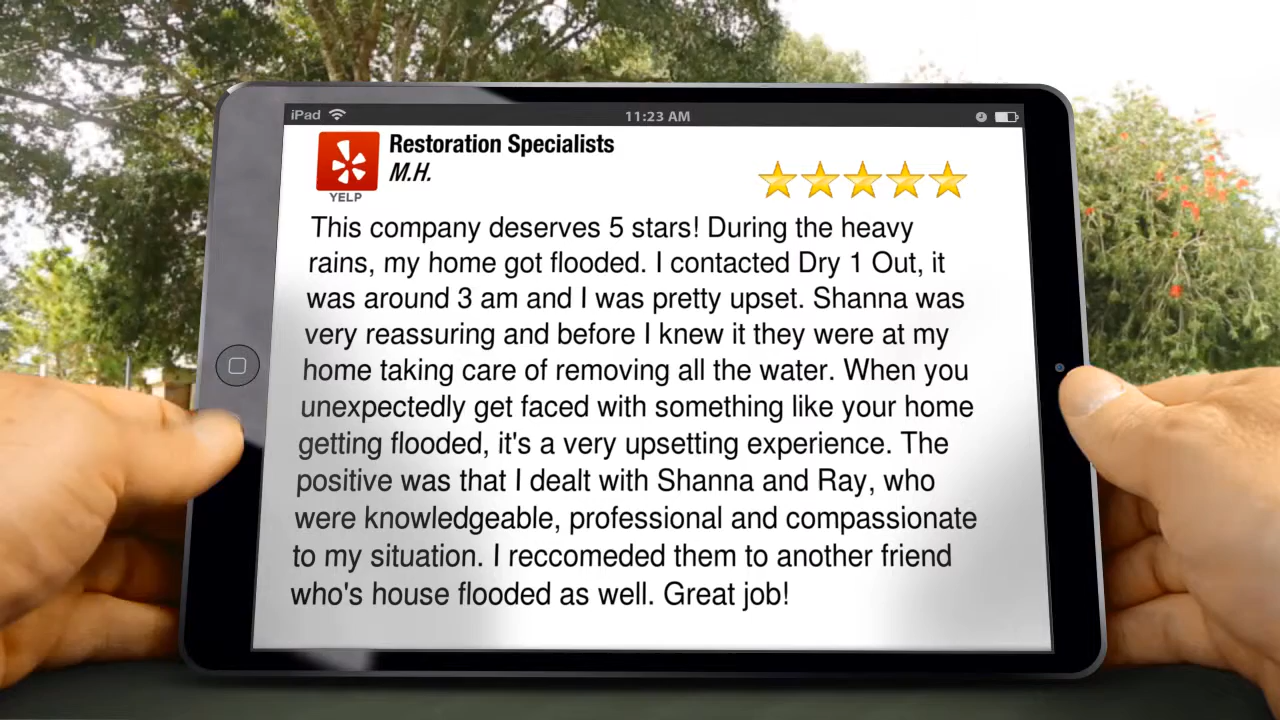 iPad
11:23 AM
Restoration Specialists
M.H.
YELP
This company deserves 5 stars! During the heavy
rains, my home got flooded. I contacted Dry 1 Out, it
was around 3 am and I was pretty upset. Shanna was
very reassuring and before I knew it they were at my
home taking care of removing all the water. When you
unexpectedly get faced with something like your home
getting flooded, it's a very upsetting experience. The
positive was that I dealt with Shanna and Ray, who
were knowledgeable, professional and compassionate
to my situation. I reccomeded them to another friend
who's house flooded as well. Great job!